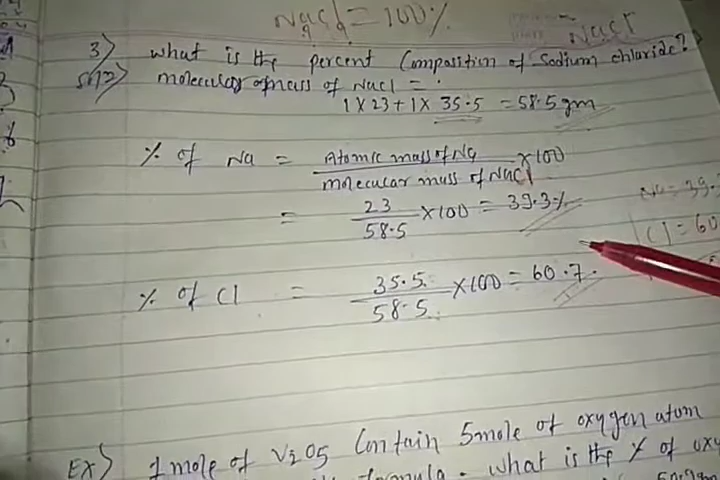 NaCl = 100%
NaCl
3) what is the percent Composition of Sodium chloride?
Soln) molecular mass of NaCl =
1 x 23 + 1 x 35.5 = 58.5 gm
% of Na = Atomic mass of Na / molecular mass of NaCl x 100
= 23 / 58.5 x 100 = 39.3%
Na = 39.
% of Cl = 35.5 / 58.5 x 100 = 60.7.
Cl = 60
EX) 1 mole of V2O5 Contain 5 mole of oxygen atom
formula. what is the % of oxy